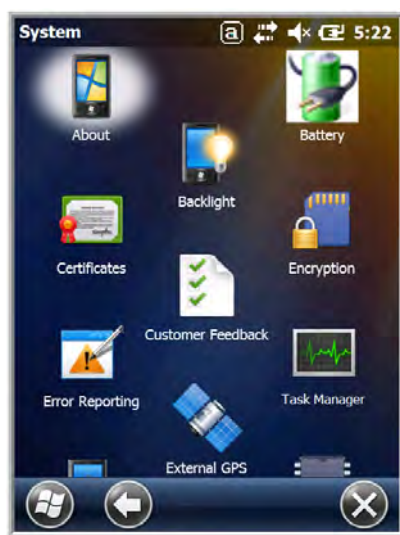 System a 5:22
About
Battery
Backlight
Certificates
Encryption
Customer Feedback
Error Reporting
Task Manager
External GPS